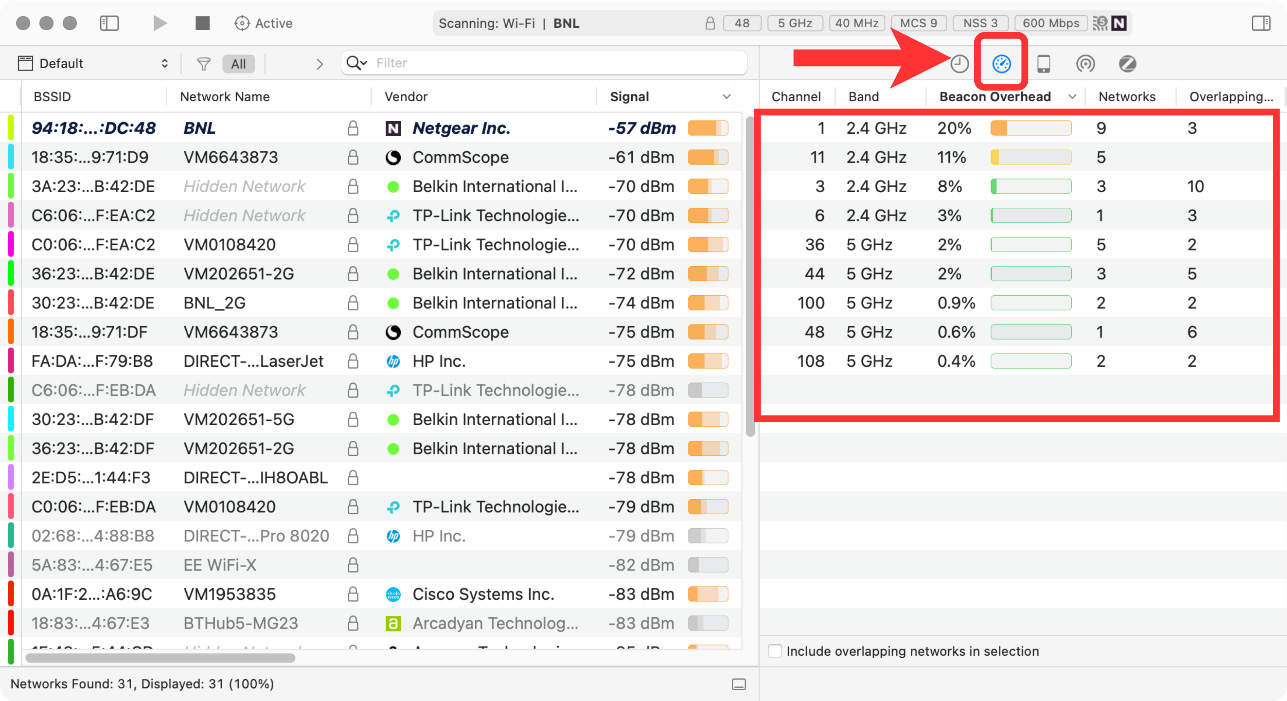 Active
Scanning: Wi-Fi | BNL
48 5 GHz 40 MHz MCS 9 NSS 3 600 Mbps N
Default
All
Filter
BSSID Network Name Vendor Signal
94:18:...:DC:48 BNL N Netgear Inc. -57 dBm
18:35:...9:71:D9 VM6643873 CommScope -61 dBm
3A:23:...B:42:DE Hidden Network Belkin International I... -70 dBm
C6:06:...F:EA:C2 Hidden Network TP-Link Technologie... -70 dBm
C0:06:...F:EA:C2 VM0108420 TP-Link Technologie... -70 dBm
36:23:...B:42:DE VM202651-2G Belkin International I... -72 dBm
30:23:...B:42:DE BNL_2G Belkin International I... -74 dBm
18:35:...9:71:DF VM6643873 CommScope -75 dBm
FA:DA:...F:79:B8 DIRECT-...LaserJet hp HP Inc. -75 dBm
C6:06:...F:EB:DA Hidden Network TP-Link Technologie... -78 dBm
30:23:...B:42:DF VM202651-5G Belkin International I... -78 dBm
36:23:...B:42:DF VM202651-2G Belkin International I... -78 dBm
2E:D5:...1:44:F3 DIRECT-...IH8OABL -78 dBm
C0:06:...F:EB:DA VM0108420 TP-Link Technologie... -79 dBm
02:68:...4:88:B8 DIRECT-...Pro 8020 hp HP Inc. -79 dBm
5A:83:...4:67:E5 EE WiFi-X -82 dBm
0A:1F:2...:A6:9C VM1953835 Cisco Systems Inc. -83 dBm
18:83:...4:67:E3 BTHub5-MG23 a Arcadyan Technolog... -83 dBm
Networks Found: 31, Displayed: 31 (100%)
Channel Band Beacon Overhead Networks Overlapping...
1 2.4 GHz 20% 9 3
11 2.4 GHz 11% 5
3 2.4 GHz 8% 3 10
6 2.4 GHz 3% 1 3
36 5 GHz 2% 5 2
44 5 GHz 2% 3 5
100 5 GHz 0.9% 2 2
48 5 GHz 0.6% 1 6
108 5 GHz 0.4% 2 2
Include overlapping networks in selection